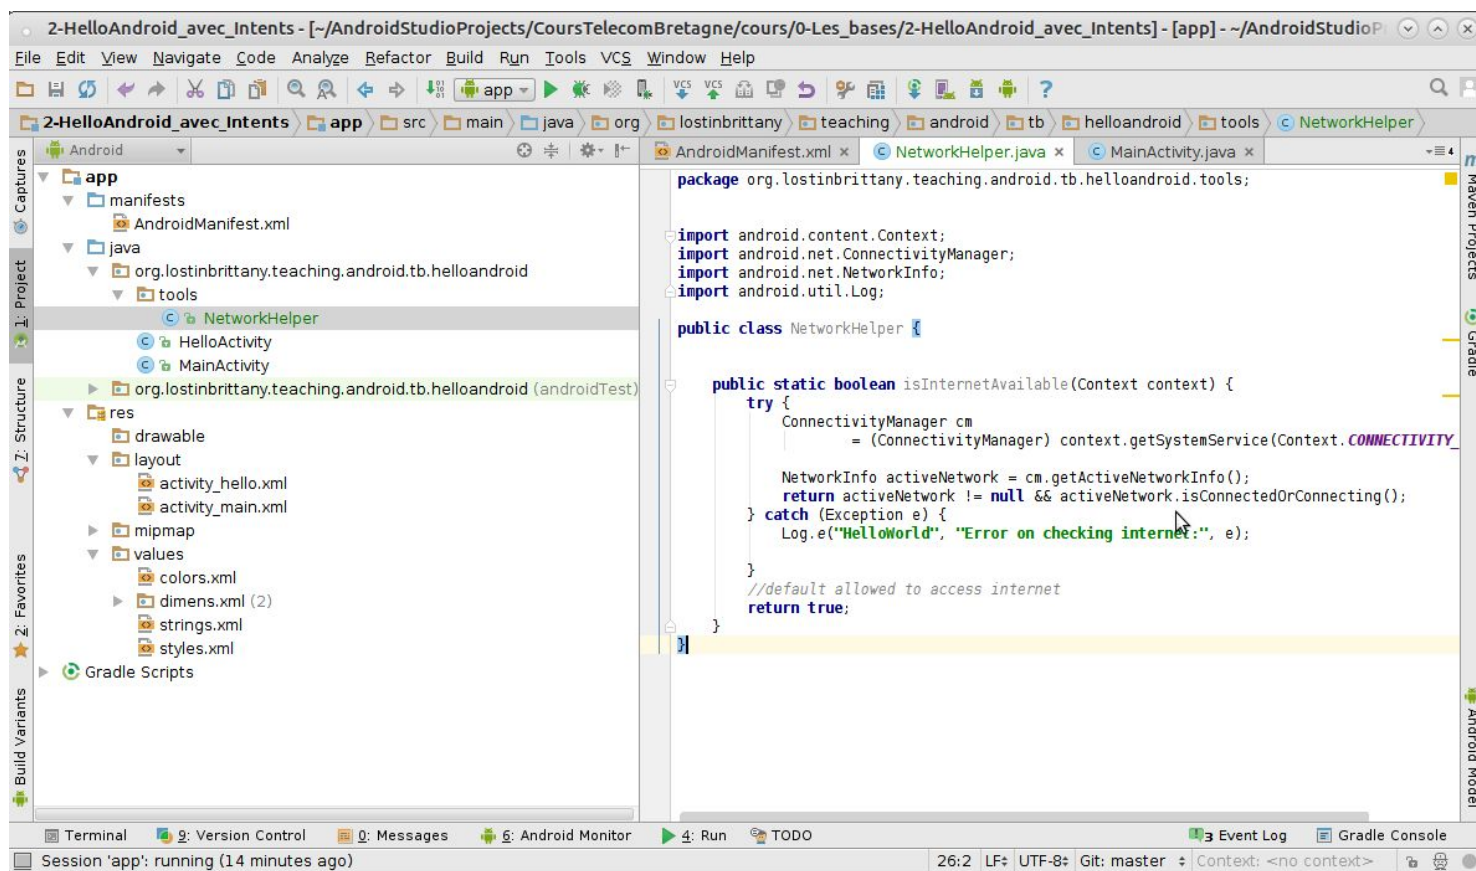 2-HelloAndroid_avec_Intents - [~/AndroidStudioProjects/CoursTelecomBretagne/cours/0-Les_bases/2-HelloAndroid_avec_Intents] - [app] - ~/AndroidStudioP
File Edit View Navigate Code Analyze Refactor Build Run Tools VCS Window Help
app
VCS VCS
?
2-HelloAndroid_avec_Intents app src main java org lostinbrittany teaching android tb helloandroid tools NetworkHelper
Android
AndroidManifest.xml NetworkHelper.java MainActivity.java
4
Captures
1: Project
7: Structure
2: Favorites
Build Variants
app
manifests
AndroidManifest.xml
java
org.lostinbrittany.teaching.android.tb.helloandroid
tools
NetworkHelper
HelloActivity
MainActivity
org.lostinbrittany.teaching.android.tb.helloandroid (androidTest)
res
drawable
layout
activity_hello.xml
activity_main.xml
mipmap
values
colors.xml
dimens.xml (2)
strings.xml
styles.xml
Gradle Scripts
package org.lostinbrittany.teaching.android.tb.helloandroid.tools;
import android.content.Context;
import android.net.ConnectivityManager;
import android.net.NetworkInfo;
import android.util.Log;
public class NetworkHelper {
public static boolean isInternetAvailable(Context context) {
try {
ConnectivityManager cm
= (ConnectivityManager) context.getSystemService(Context.CONNECTIVITY_
NetworkInfo activeNetwork = cm.getActiveNetworkInfo();
return activeNetwork != null && activeNetwork.isConnectedOrConnecting();
} catch (Exception e) {
Log.e("HelloWorld", "Error on checking internet:", e);
}
//default allowed to access internet
return true;
}
}
m
Maven Projects
Gradle
Android Model
Terminal 9: Version Control 0: Messages 6: Android Monitor 4: Run TODO 3 Event Log Gradle Console
Session 'app': running (14 minutes ago) 26:2 LF UTF-8 Git: master Context: <no context>